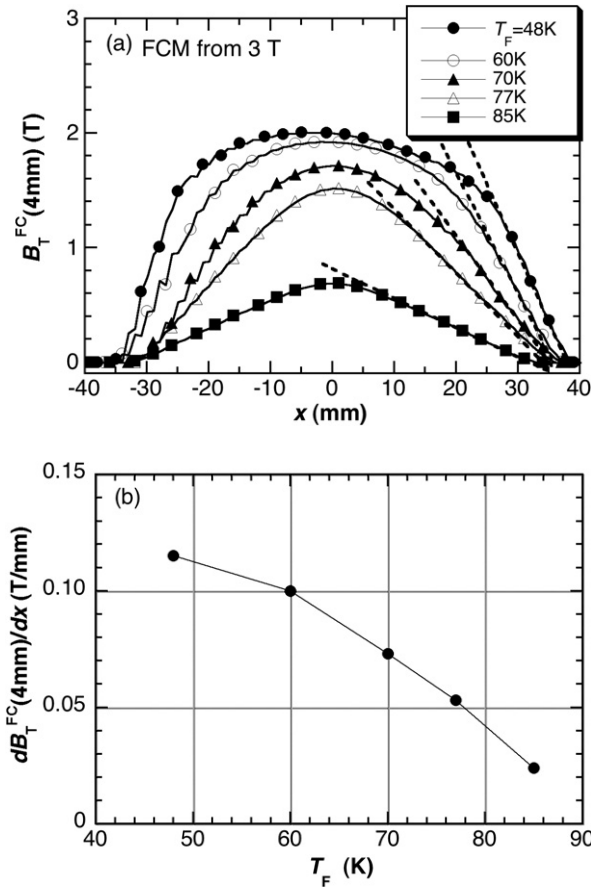 (a) FCM from 3 T
T_F=48K
60K
70K
77K
85K
3
2
1
0
B_T^FC(4mm) (T)
-40 -30 -20 -10 0 10 20 30 40
x (mm)
(b)
0.15
0.10
0.05
0
dB_T^FC(4mm)/dx (T/mm)
40 50 60 70 80 90
T_F (K)